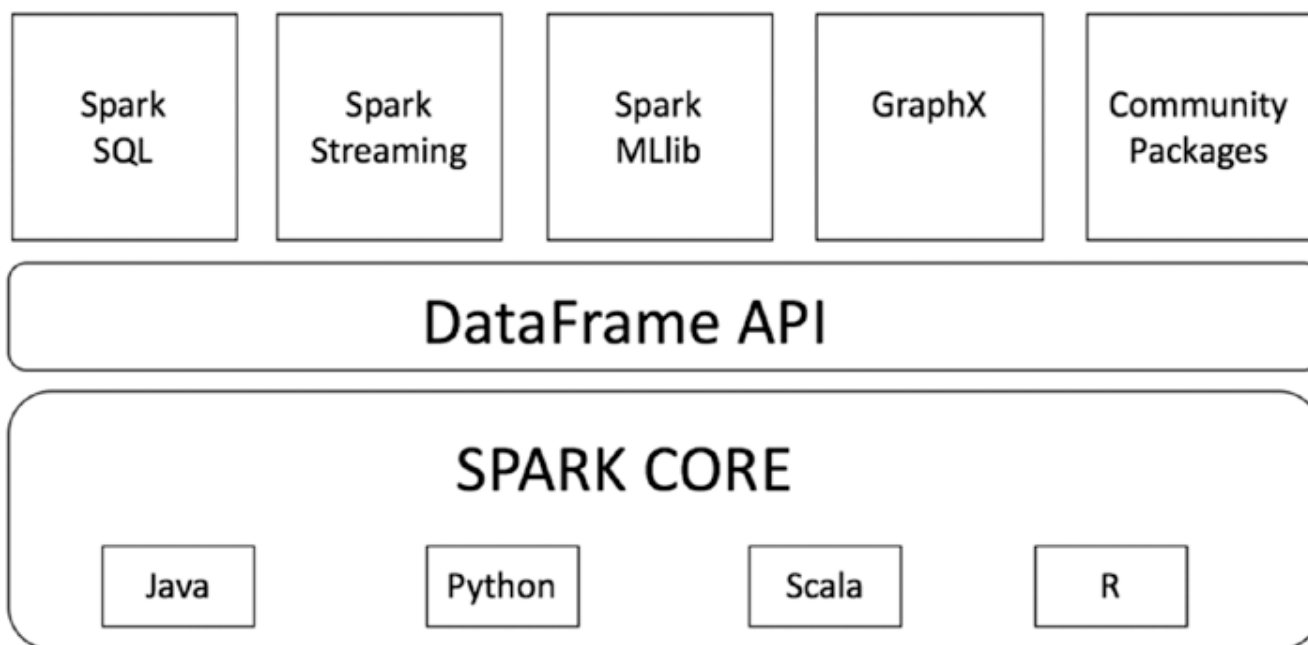 Spark
SQL
Spark
Streaming
Spark
MLlib
GraphX
Community
Packages
DataFrame API
SPARK CORE
Java
Python
Scala
R